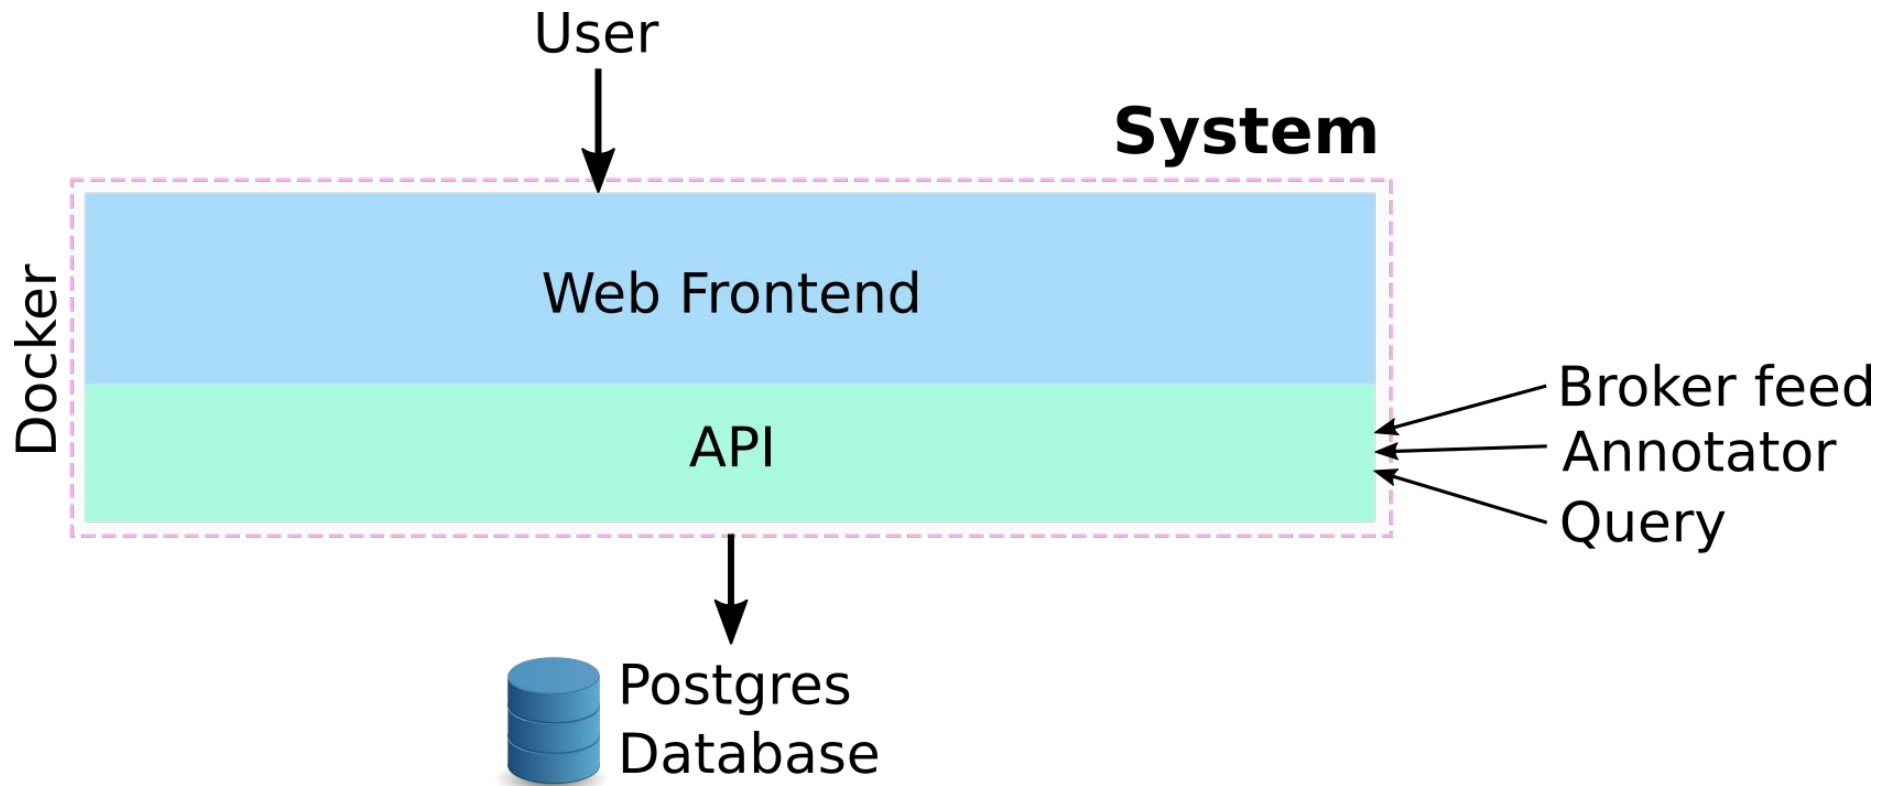 User
System
Docker
Web Frontend
API
Broker feed
Annotator
Query
Postgres
Database